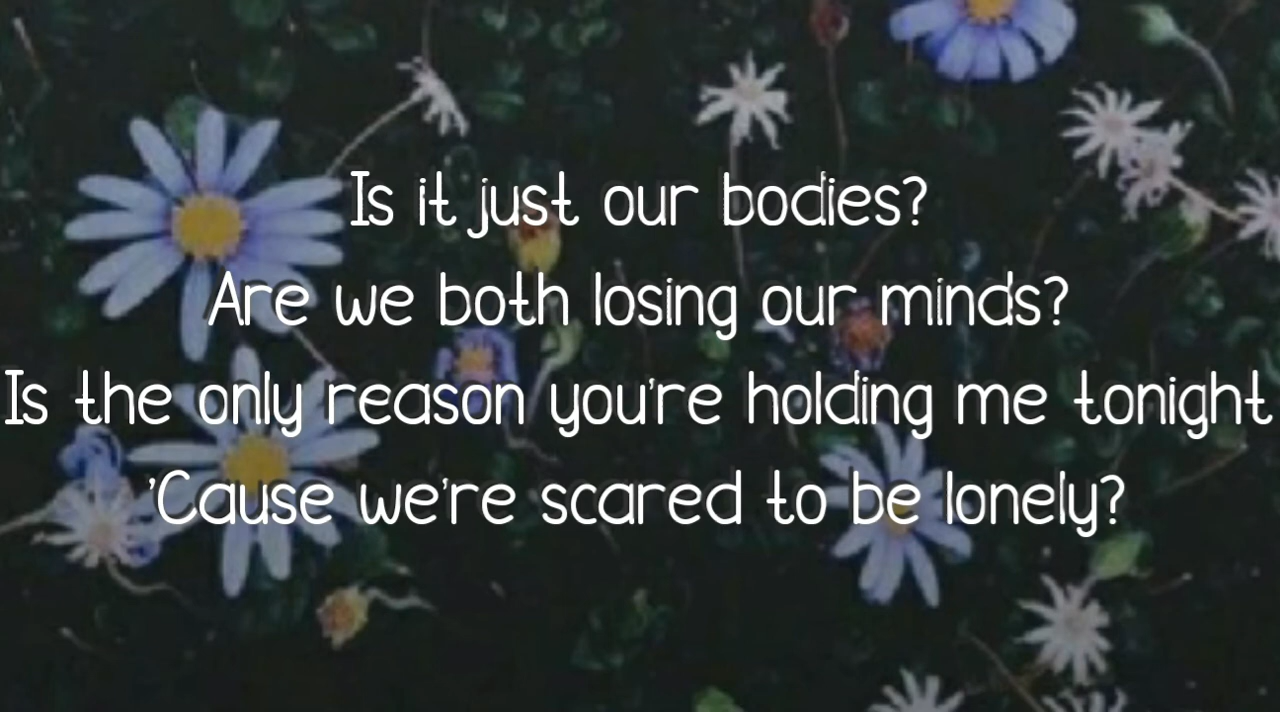 Is it just our bodies?
Are we both losing our minds?
Is the only reason you're holding me tonight
'Cause we're scared to be lonely?